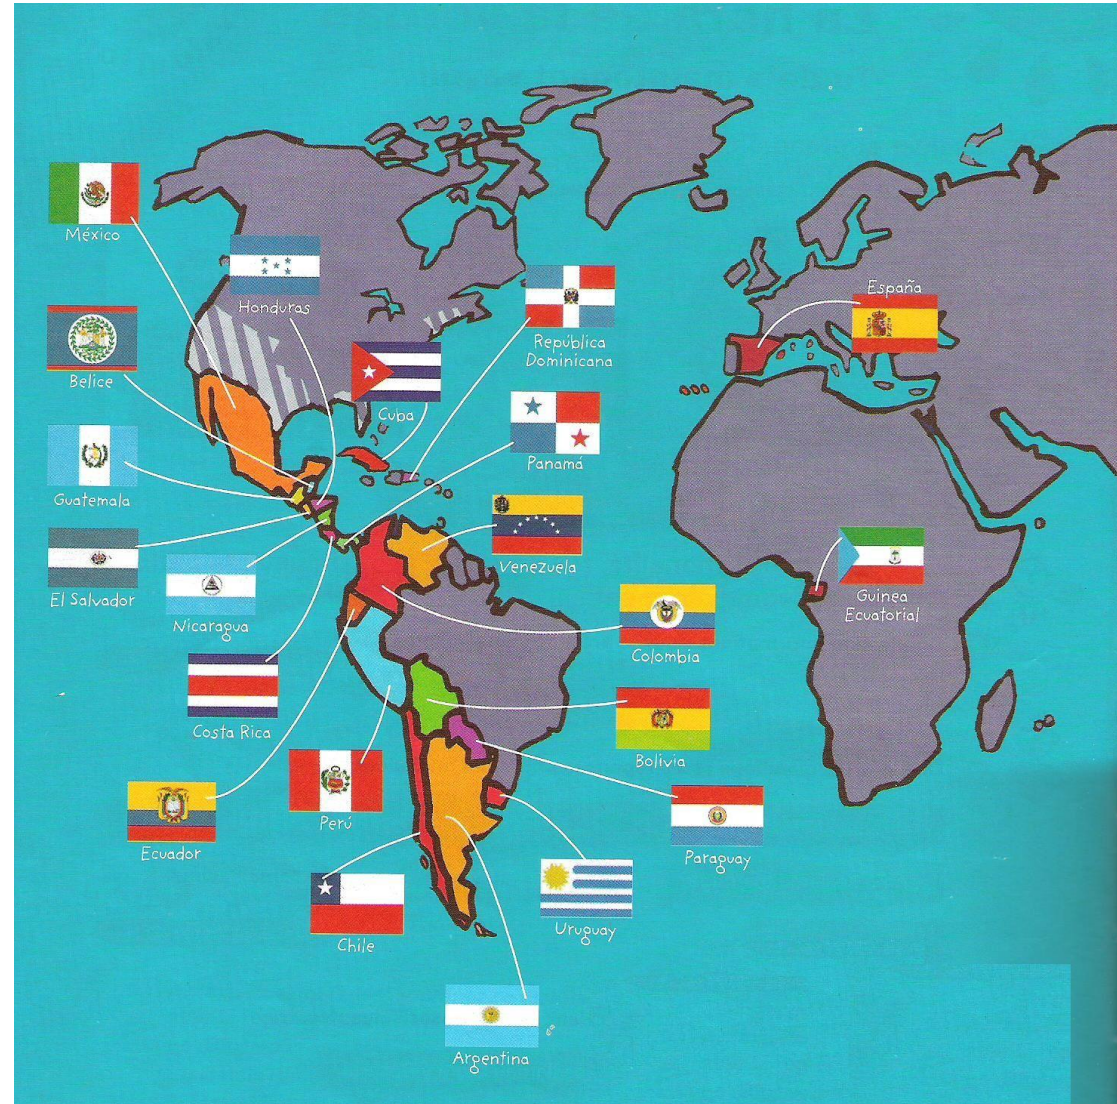 México
Honduras
España
República
Dominicana
Belice
Cuba
Panamá
Guatemala
Venezuela
El Salvador
Nicaragua
Guinea
Ecuatorial
Colombia
Costa Rica
Bolivia
Perú
Ecuador
Paraguay
Chile
Uruguay
Argentina